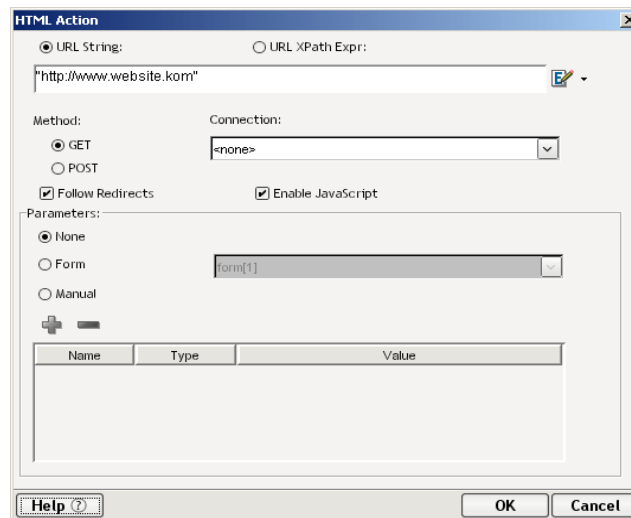 HTML Action
URL String: URL XPath Expr:
"http://www.website.kom"
Method: Connection:
GET <none>
POST
Follow Redirects Enable JavaScript
Parameters:
None
Form form[1]
Manual
Name Type Value
Help OK Cancel